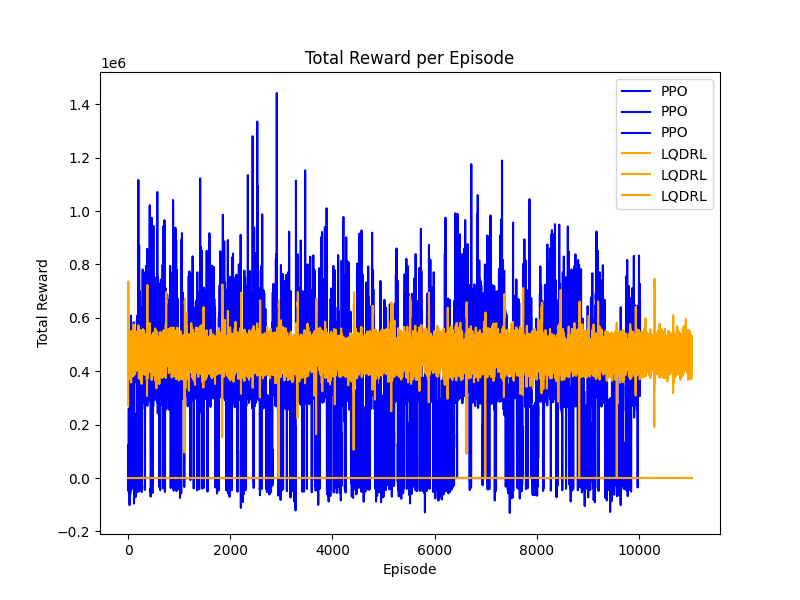 Total Reward per Episode
1e6
PPO
PPO
PPO
LQDRL
LQDRL
LQDRL
1.4
1.2
1.0
0.8
0.6
0.4
0.2
0.0
−0.2
Total Reward
0 2000 4000 6000 8000 10000
Episode